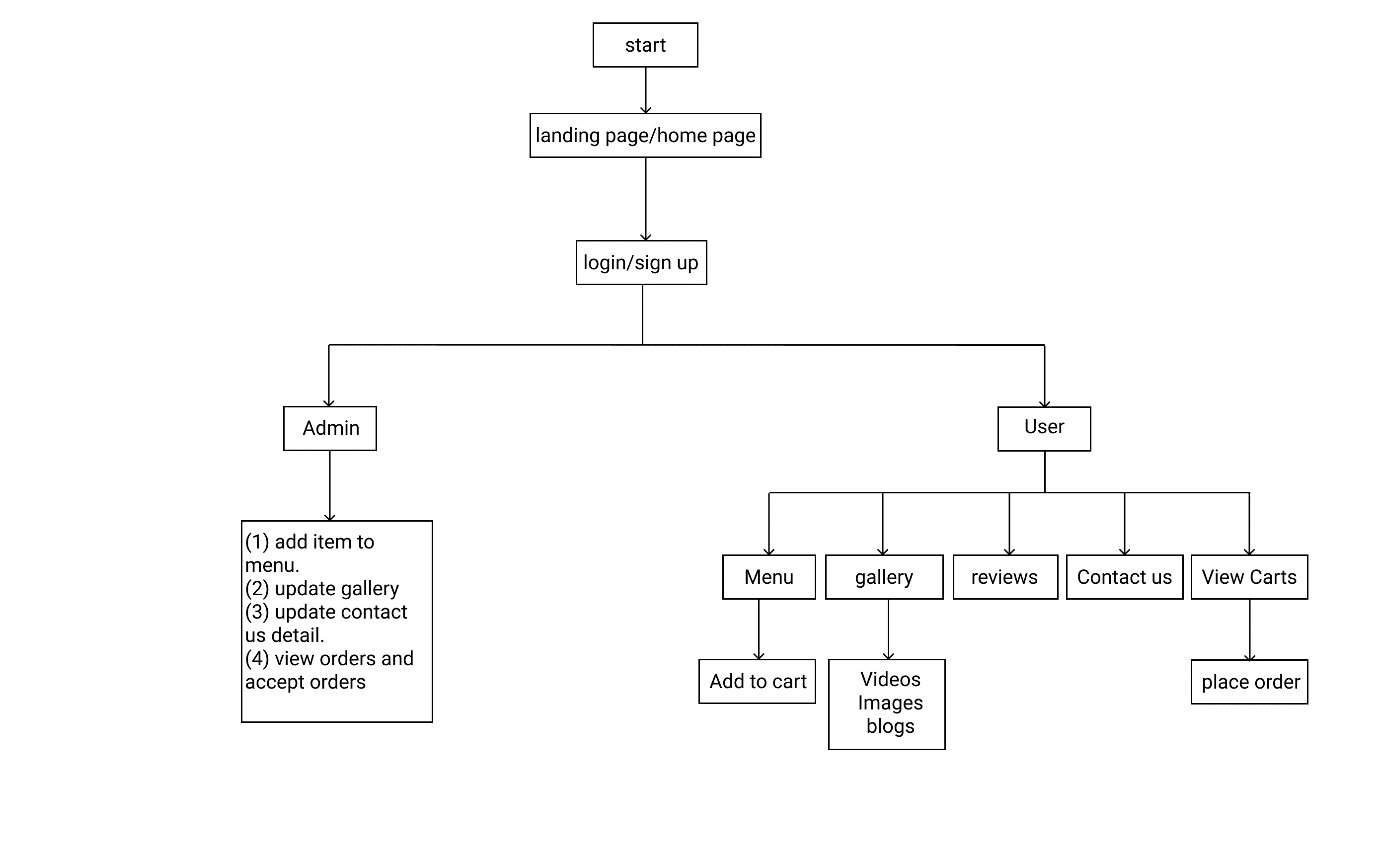 start
landing page/home page
login/sign up
Admin
User
(1) add item to
menu.
(2) update gallery
(3) update contact
us detail.
(4) view orders and
accept orders
Menu
gallery
reviews
Contact us
View Carts
Add to cart
Videos
Images
blogs
place order